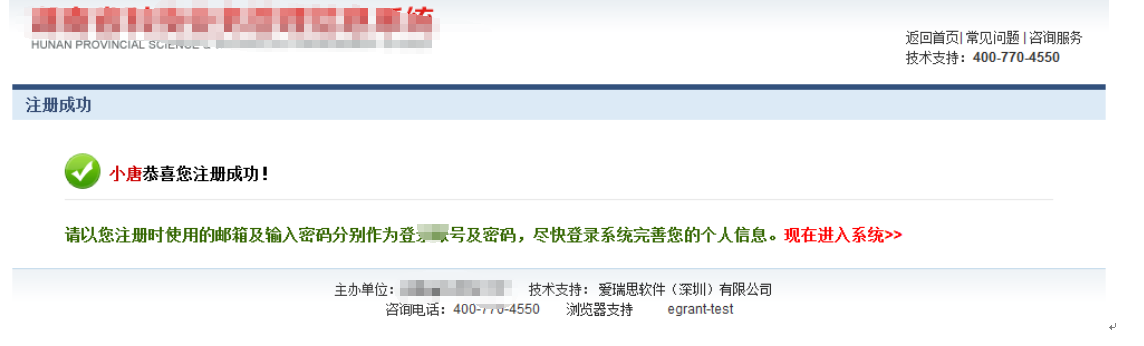 HUNAN PROVINCIAL SCIENCE
返回首页| 常见问题 | 咨询服务
技术支持：400-770-4550
注册成功
小唐恭喜您注册成功！
请以您注册时使用的邮箱及输入密码分别作为登录号及密码，尽快登录系统完善您的个人信息。现在进入系统>>
主办单位： 技术支持： 爱瑞思软件（深圳）有限公司
咨询电话：400-770-4550 浏览器支持 egrant-test